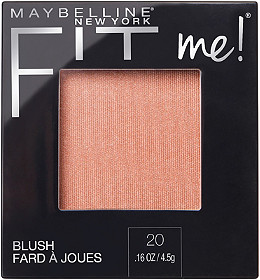 MAYBELLINE
NEW YORK
FIT me!
BLUSH
FARD À JOUES
20
.16 OZ / 4.5g